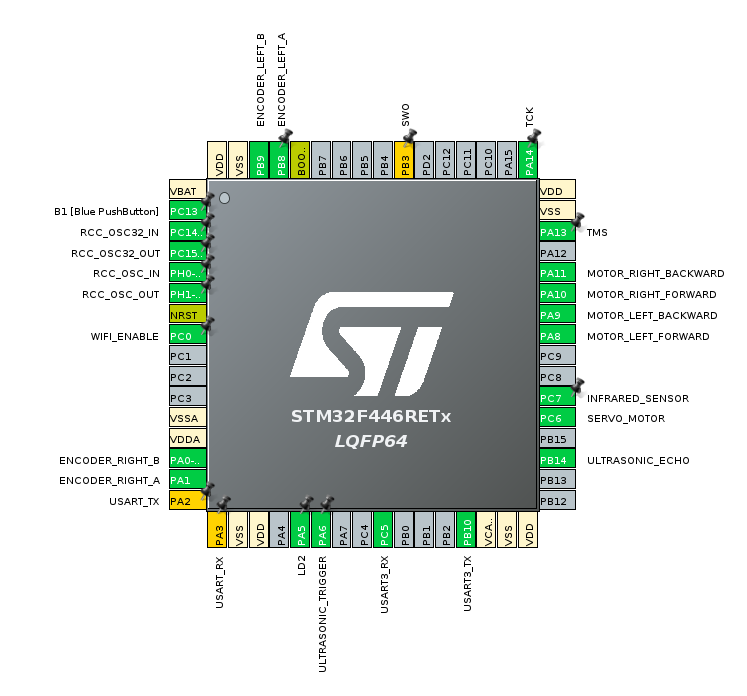 ENCODER_LEFT_B
ENCODER_LEFT_A
SWO
TCK
VDD
VSS
PB9
PB8
BOO..
PB7
PB6
PB5
PB4
PB3
PD2
PC12
PC11
PC10
PA15
PA14
VBAT
B1 [Blue PushButton] PC13
RCC_OSC32_IN PC14..
RCC_OSC32_OUT PC15..
RCC_OSC_IN PH0-..
RCC_OSC_OUT PH1-..
NRST
WIFI_ENABLE PC0
PC1
PC2
PC3
VSSA
VDDA
ENCODER_RIGHT_B PA0-..
ENCODER_RIGHT_A PA1
USART_TX PA2
ST
STM32F446RETx
LQFP64
VDD
VSS
PA13 TMS
PA12
PA11 MOTOR_RIGHT_BACKWARD
PA10 MOTOR_RIGHT_FORWARD
PA9 MOTOR_LEFT_BACKWARD
PA8 MOTOR_LEFT_FORWARD
PC9
PC8
PC7 INFRARED_SENSOR
PC6 SERVO_MOTOR
PB15
PB14 ULTRASONIC_ECHO
PB13
PB12
PA3
VSS
VDD
PA4
PA5
PA6
PA7
PC4
PC5
PB0
PB1
PB2
PB10
VCA..
VSS
VDD
USART_RX
LD2
ULTRASONIC_TRIGGER
USART3_RX
USART3_TX